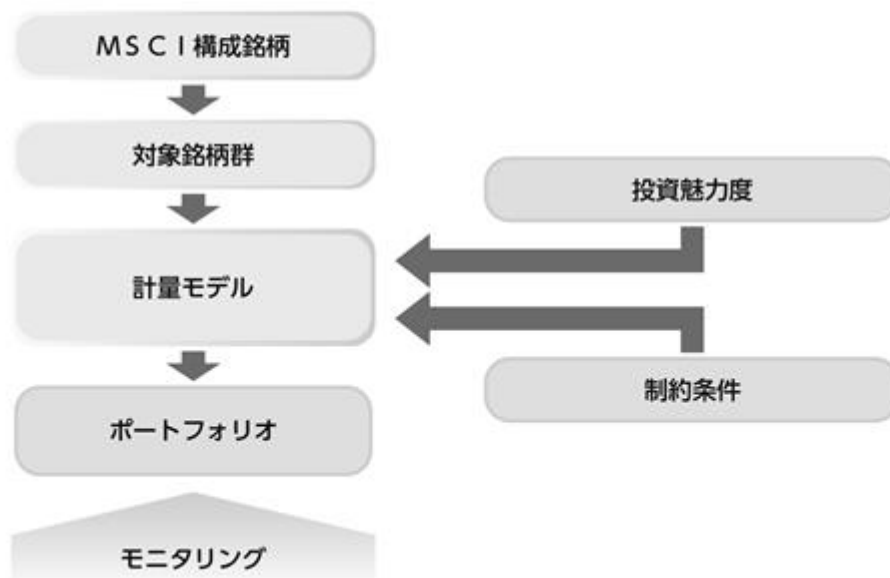 ＭＳＣＩ構成銘柄
対象銘柄群
投資魅力度
計量モデル
制約条件
ポートフォリオ
モニタリング